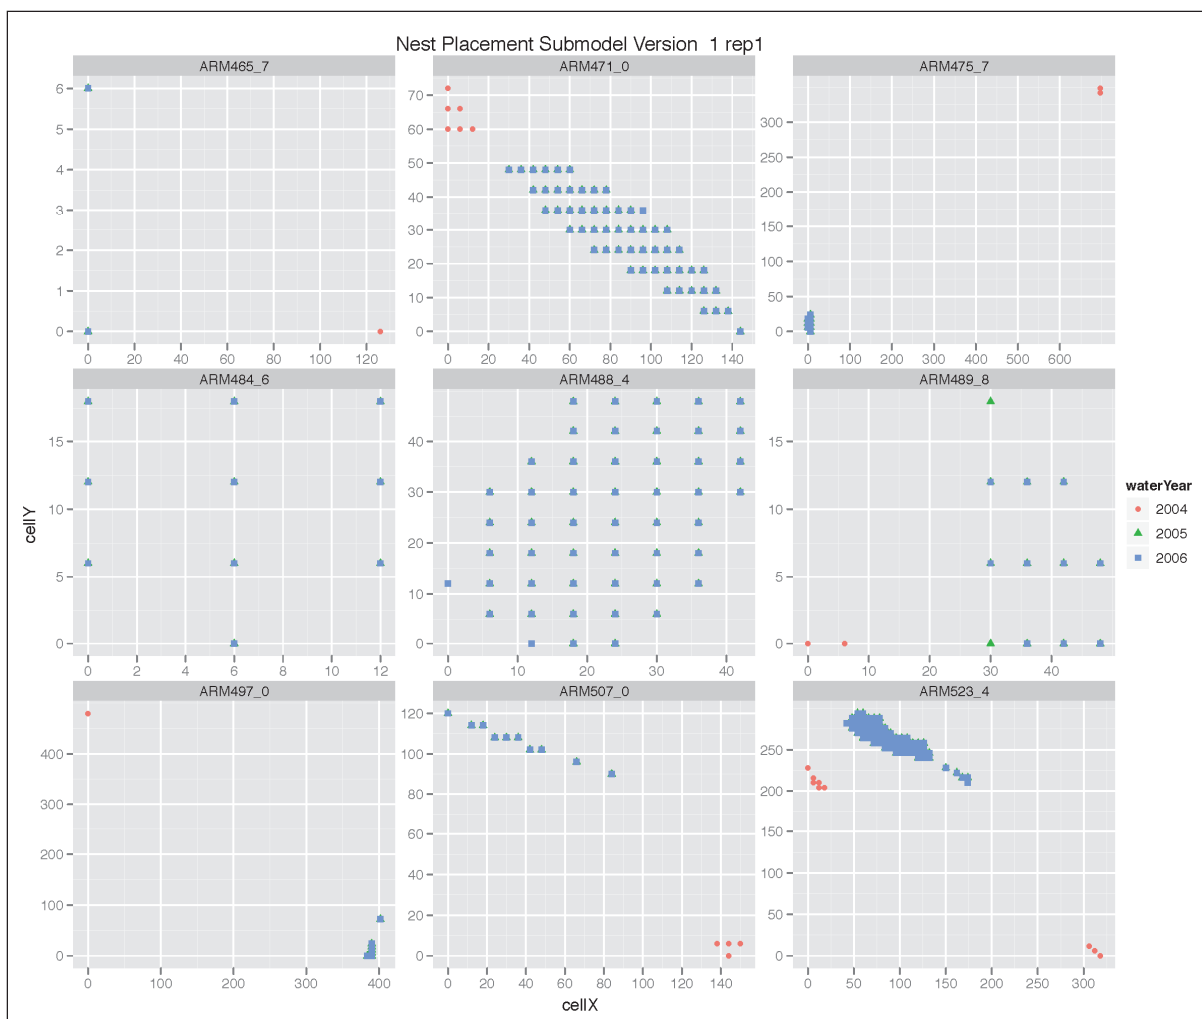 Nest Placement Submodel Version 1 rep1
ARM465_7 ARM471_0 ARM475_7
6 5 4 3 2 1 0
0 20 40 60 80 100 120
70 60 50 40 30 20 10 0
0 20 40 60 80 100 120 140
300 250 200 150 100 50 0
0 100 200 300 400 500 600
ARM484_6 ARM488_4 ARM489_8
15 10 5 0
0 2 4 6 8 10 12
40 30 20 10 0
0 10 20 30 40
15 10 5 0
0 10 20 30 40
cellY
waterYear
2004
2005
2006
ARM497_0 ARM507_0 ARM523_4
400 300 200 100 0
0 100 200 300 400
120 100 80 60 40 20 0
0 20 40 60 80 100 120 140
250 200 150 100 50 0
0 50 100 150 200 250 300
cellX